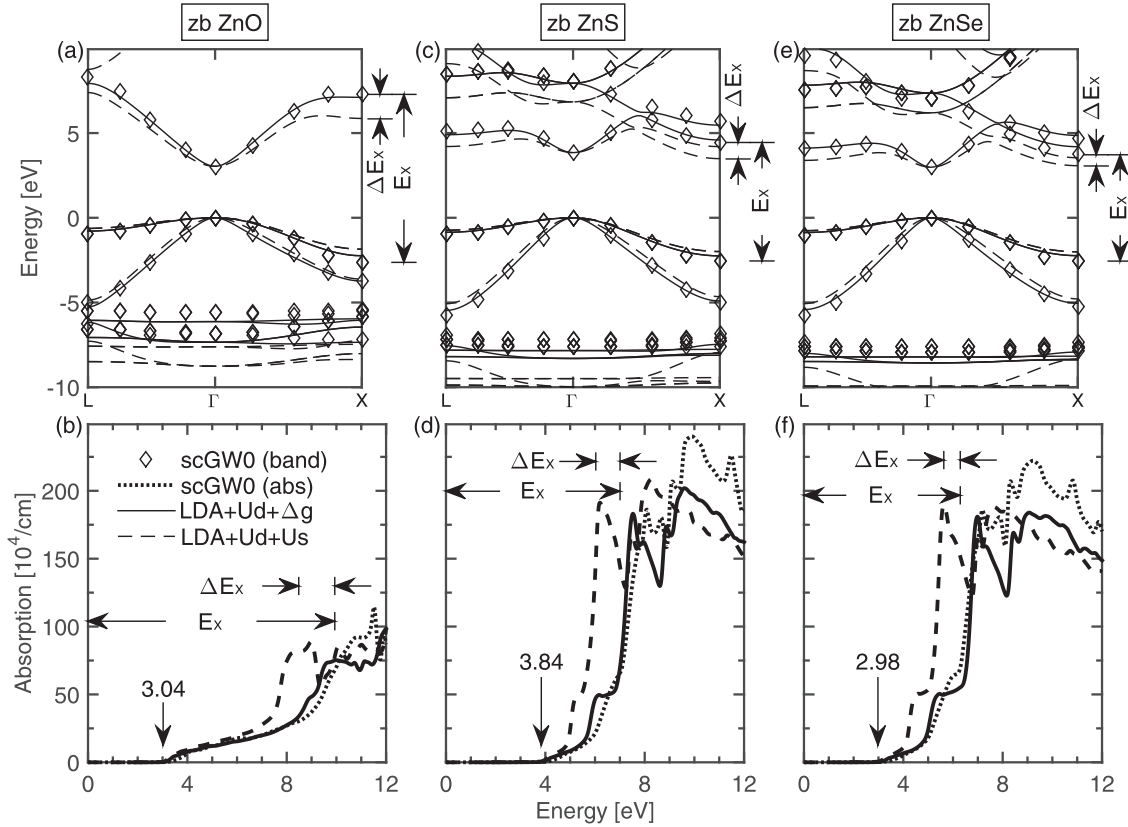 zb ZnO
zb ZnS
zb ZnSe
(a)
(c)
(e)
Energy [eV]
5
0
-5
-10
ΔEx
Ex
ΔEx
Ex
ΔEx
Ex
L Γ X
L Γ X
L Γ X
(b)
(d)
(f)
Absorption [10⁴/cm]
200
150
100
50
0
◇ scGW0 (band)
scGW0 (abs)
LDA+Ud+Δg
LDA+Ud+Us
ΔEx
Ex
3.04
ΔEx
Ex
3.84
ΔEx
Ex
2.98
0 4 8 12
0 4 8 12
0 4 8 12
Energy [eV]